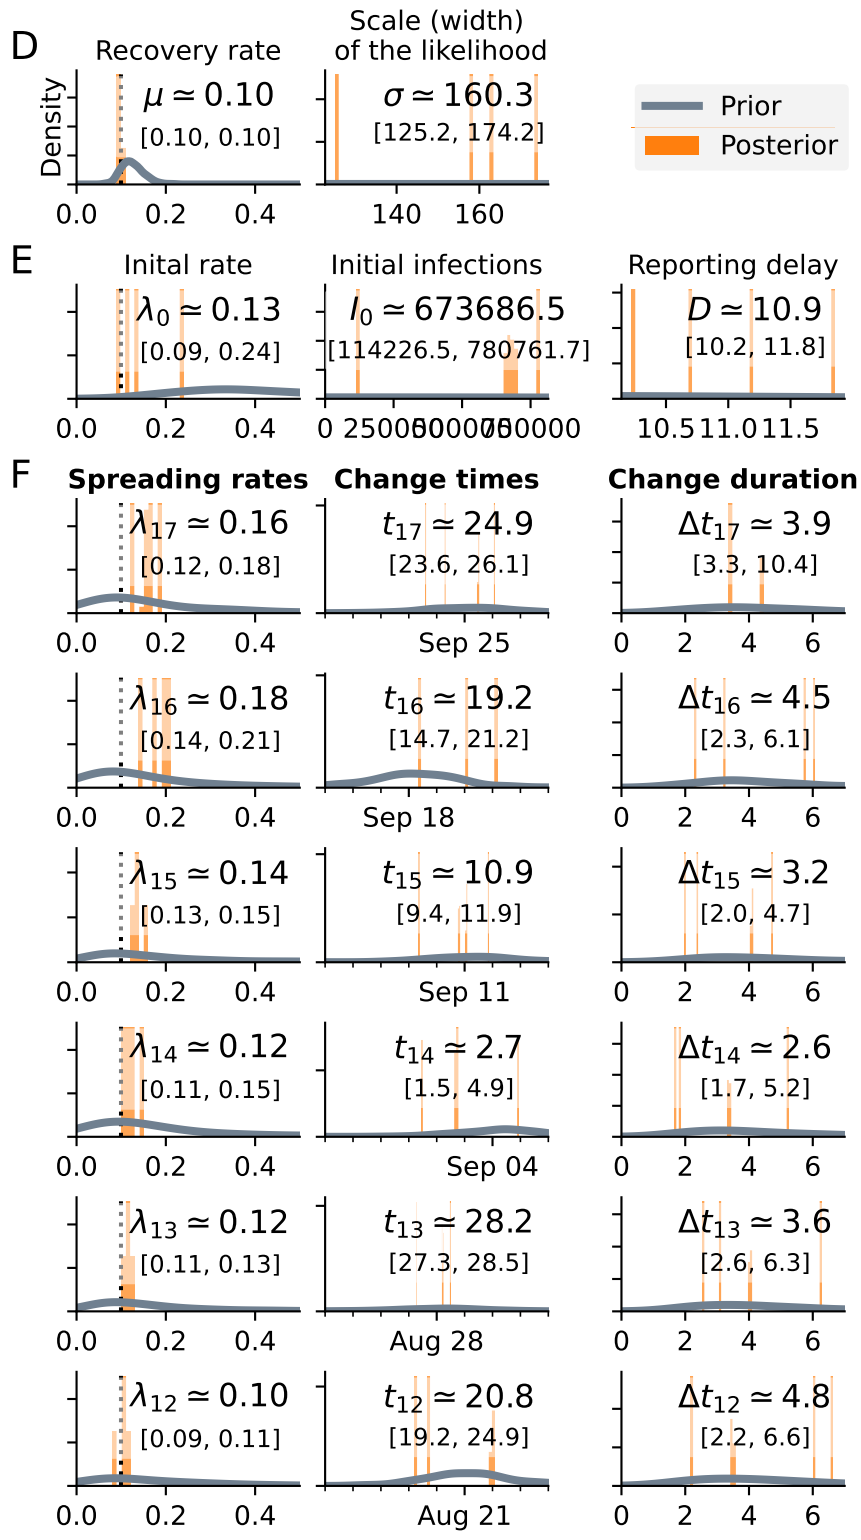 D
Recovery rate
Scale (width)
of the likelihood
Density
μ ≃ 0.10
[0.10, 0.10]
0.0 0.2 0.4
σ ≃ 160.3
[125.2, 174.2]
140 160
Prior
Posterior
E
Inital rate
Initial infections
Reporting delay
λ0 ≃ 0.13
[0.09, 0.24]
0.0 0.2 0.4
I0 ≃ 673686.5
[114226.5, 780761.7]
0 250000 500000 750000
D ≃ 10.9
[10.2, 11.8]
10.5 11.0 11.5
F
Spreading rates
Change times
Change duration
λ17 ≃ 0.16
[0.12, 0.18]
0.0 0.2 0.4
t17 ≃ 24.9
[23.6, 26.1]
Sep 25
Δt17 ≃ 3.9
[3.3, 10.4]
0 2 4 6
λ16 ≃ 0.18
[0.14, 0.21]
0.0 0.2 0.4
t16 ≃ 19.2
[14.7, 21.2]
Sep 18
Δt16 ≃ 4.5
[2.3, 6.1]
0 2 4 6
λ15 ≃ 0.14
[0.13, 0.15]
0.0 0.2 0.4
t15 ≃ 10.9
[9.4, 11.9]
Sep 11
Δt15 ≃ 3.2
[2.0, 4.7]
0 2 4 6
λ14 ≃ 0.12
[0.11, 0.15]
0.0 0.2 0.4
t14 ≃ 2.7
[1.5, 4.9]
Sep 04
Δt14 ≃ 2.6
[1.7, 5.2]
0 2 4 6
λ13 ≃ 0.12
[0.11, 0.13]
0.0 0.2 0.4
t13 ≃ 28.2
[27.3, 28.5]
Aug 28
Δt13 ≃ 3.6
[2.6, 6.3]
0 2 4 6
λ12 ≃ 0.10
[0.09, 0.11]
0.0 0.2 0.4
t12 ≃ 20.8
[19.2, 24.9]
Aug 21
Δt12 ≃ 4.8
[2.2, 6.6]
0 2 4 6